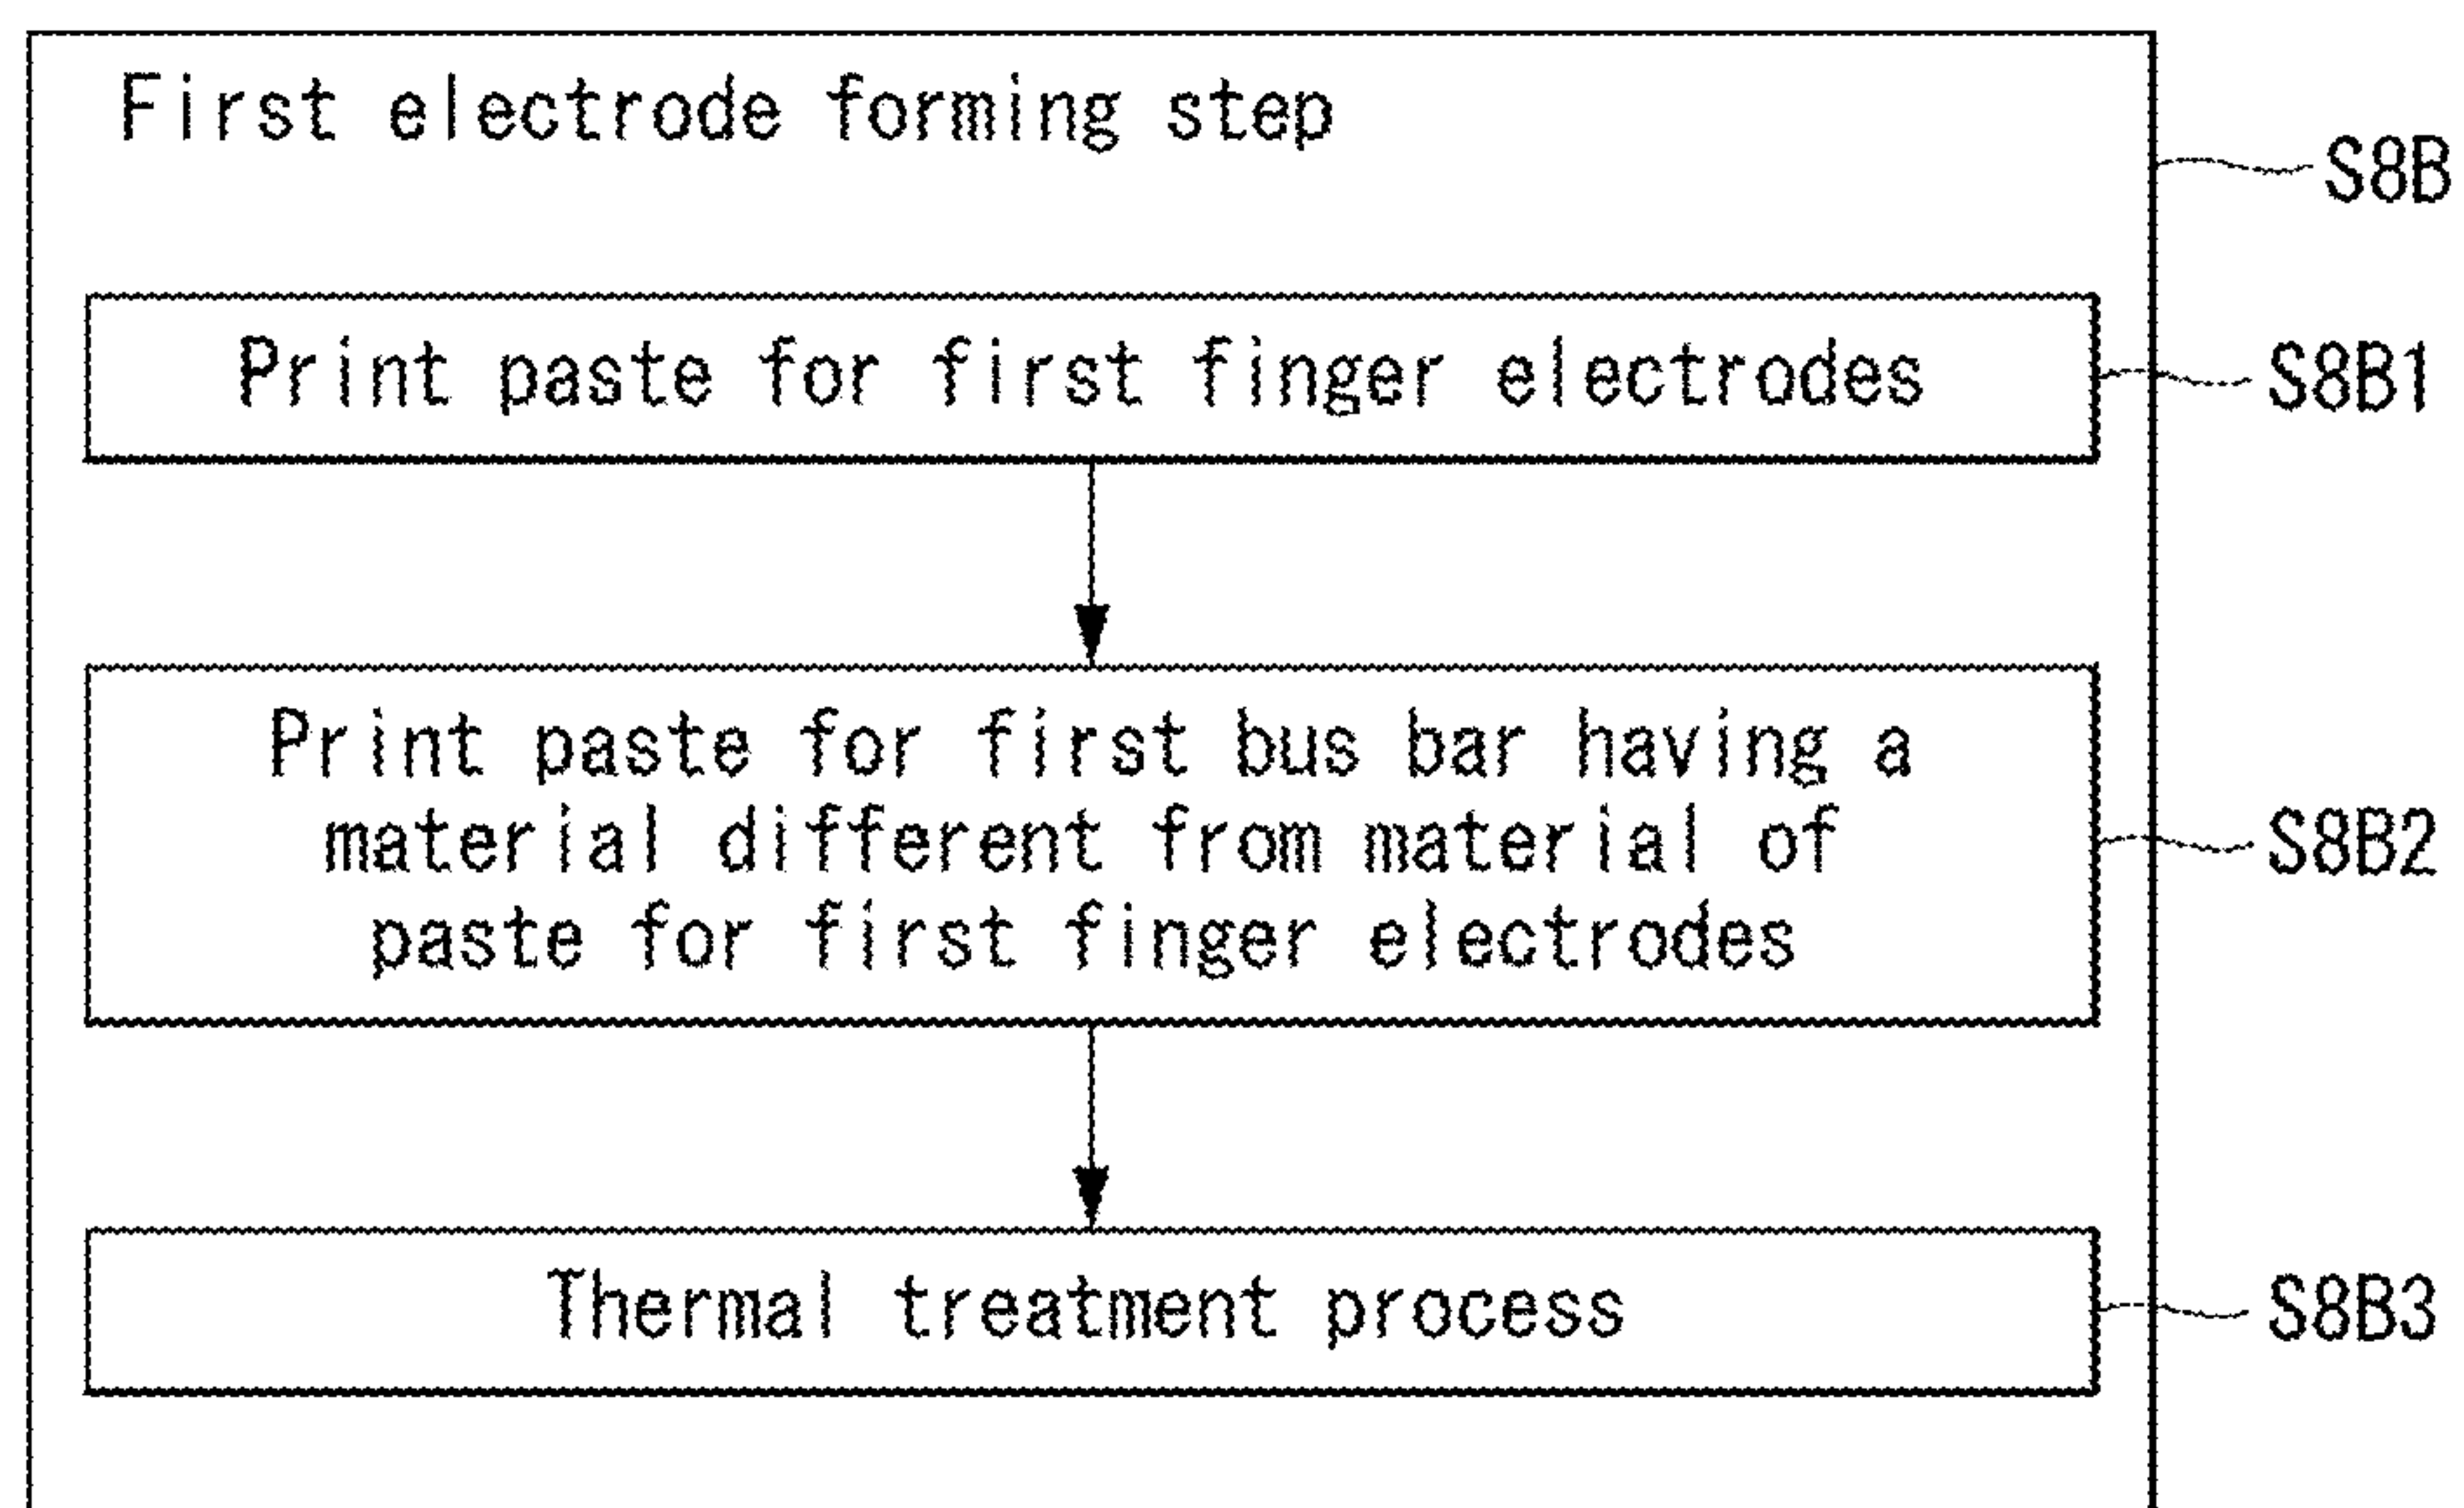 First electrode forming step
S8B
Print paste for first finger electrodes
S8B1
Print paste for first bus bar having a
material different from material of
paste for first finger electrodes
S8B2
Thermal treatment process
S8B3